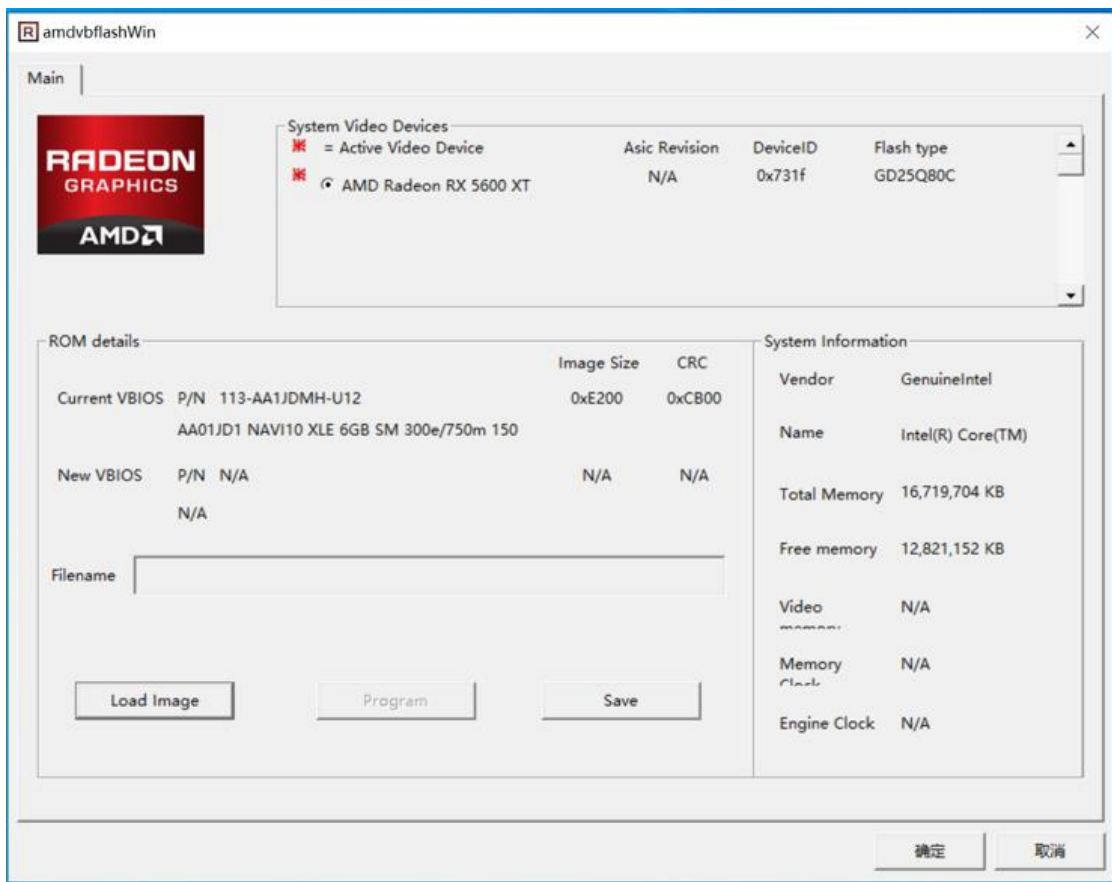 amdvbflashWin
Main
RADEON
GRAPHICS
AMD
System Video Devices
= Active Video Device Asic Revision DeviceID Flash type
AMD Radeon RX 5600 XT N/A 0x731f GD25Q80C
ROM details
Image Size CRC
Current VBIOS P/N 113-AA1JDMH-U12 0xE200 0xCB00
AA01JD1 NAVI10 XLE 6GB SM 300e/750m 150
New VBIOS P/N N/A N/A N/A
N/A
Filename
Load Image Program Save
System Information
Vendor GenuineIntel
Name Intel(R) Core(TM)
Total Memory 16,719,704 KB
Free memory 12,821,152 KB
Video N/A
Memory N/A
Engine Clock N/A
确定 取消